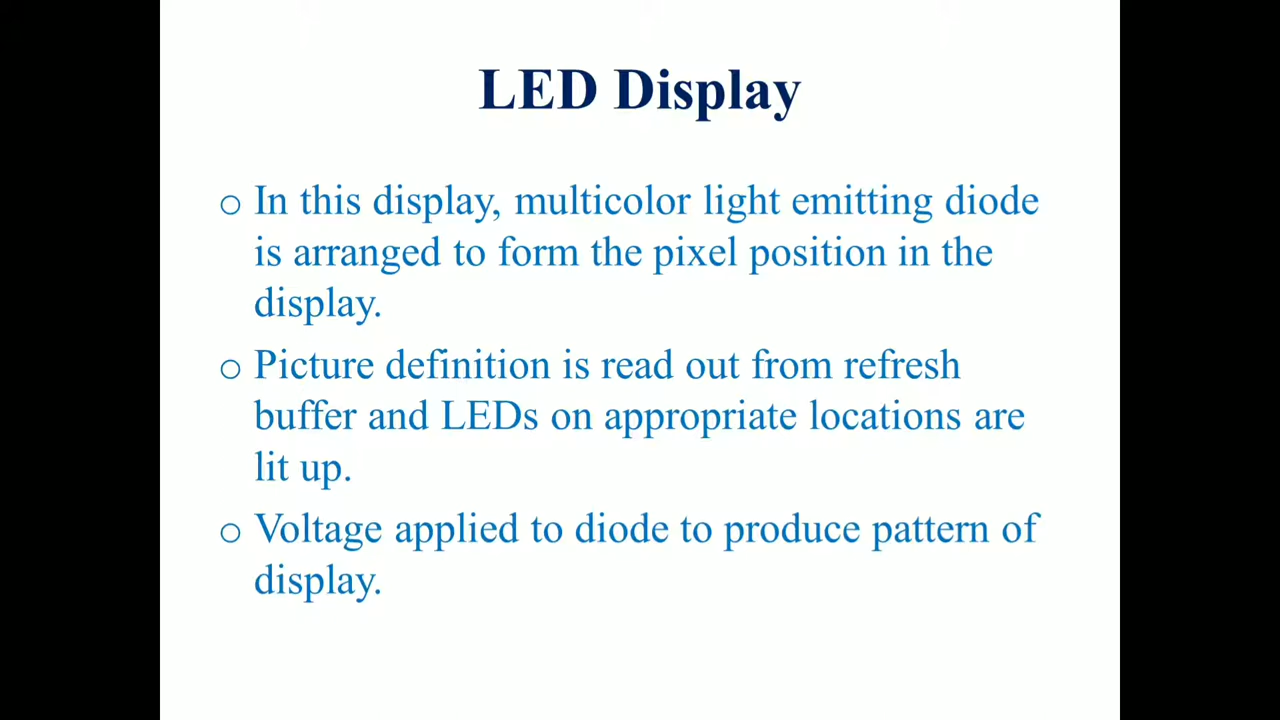 LED Display
o In this display, multicolor light emitting diode
is arranged to form the pixel position in the
display.
o Picture definition is read out from refresh
buffer and LEDs on appropriate locations are
lit up.
o Voltage applied to diode to produce pattern of
display.